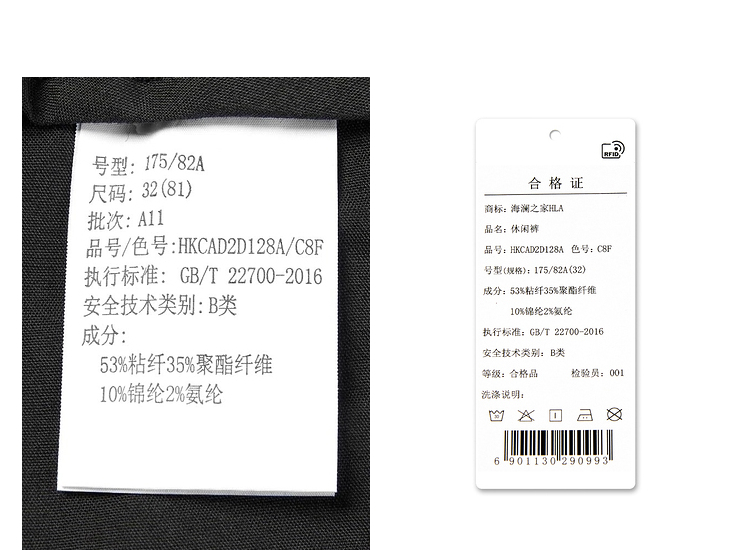 号型: 175/82A
尺码: 32(81)
批次: A11
品号/色号:HKCAD2D128A/C8F
执行标准: GB/T 22700-2016
安全技术类别: B类
成分:
53%粘纤35%聚酯纤维
10%锦纶2%氨纶
RFID
合格证
商标: 海澜之家HLA
品名: 休闲裤
品号: HKCAD2D128A 色号: C8F
号型(规格): 175/82A(32)
成分: 53%粘纤35%聚酯纤维
10%锦纶2%氨纶
执行标准: GB/T 22700-2016
安全技术类别: B类
等级: 合格品 检验员: 001
洗涤说明:
6 901130 290993